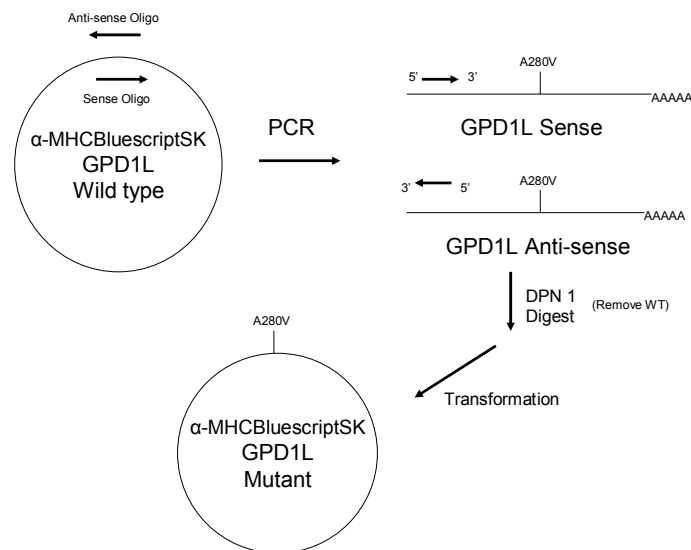 Anti-sense Oligo
Sense Oligo
α-MHCBluescriptSK
GPD1L
Wild type
PCR
A280V
5’ 3’
AAAAA
GPD1L Sense
A280V
3’ 5’
AAAAA
GPD1L Anti-sense
DPN 1
Digest
(Remove WT)
Transformation
A280V
α-MHCBluescriptSK
GPD1L
Mutant